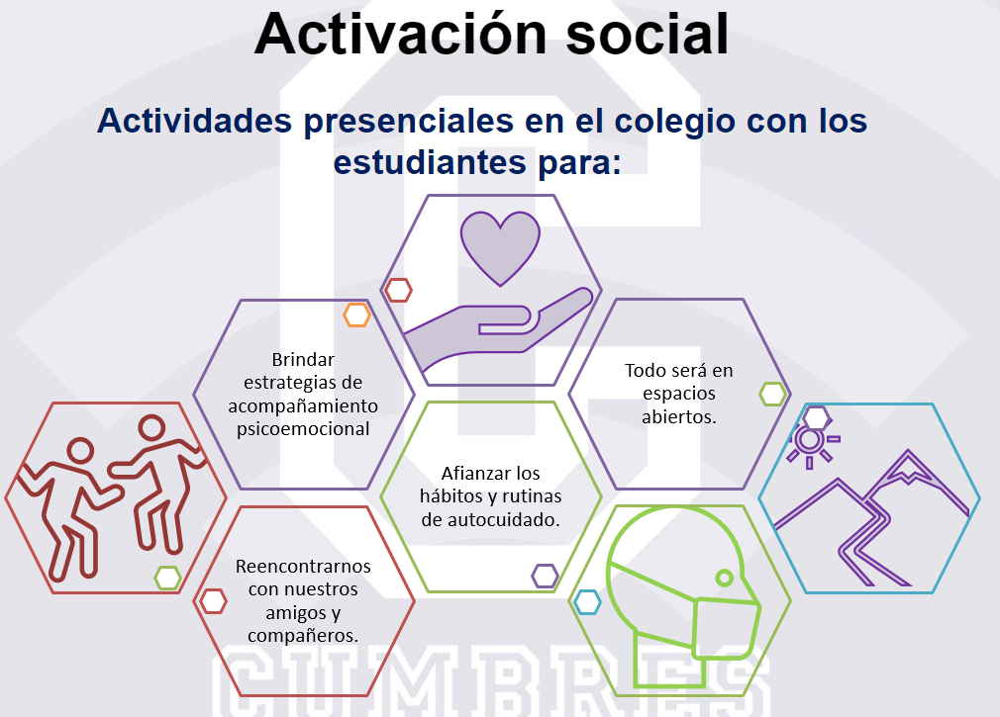 Activación social
Actividades presenciales en el colegio con los
estudiantes para:
Brindar
estrategias de
acompañamiento
psicoemocional
Todo será en
espacios
abiertos.
Afianzar los
hábitos y rutinas
de autocuidado.
Reencontrarnos
con nuestros
amigos y
compañeros.
CUMBRES